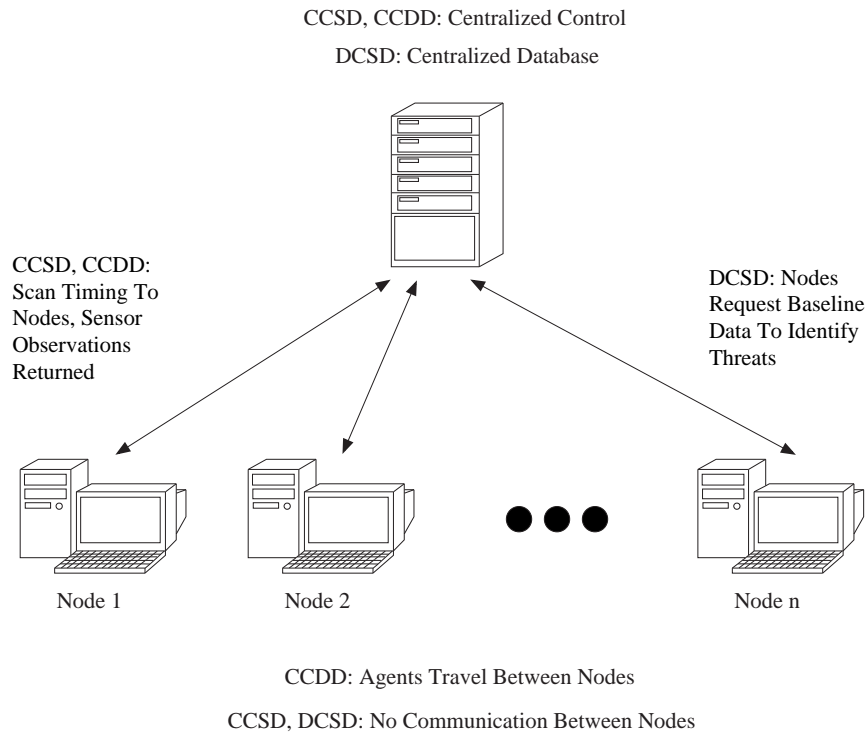 CCSD, CCDD: Centralized Control
DCSD: Centralized Database
CCSD, CCDD:
Scan Timing To
Nodes, Sensor
Observations
Returned
DCSD: Nodes
Request Baseline
Data To Identify
Threats
Node 1
Node 2
Node n
CCDD: Agents Travel Between Nodes
CCSD, DCSD: No Communication Between Nodes